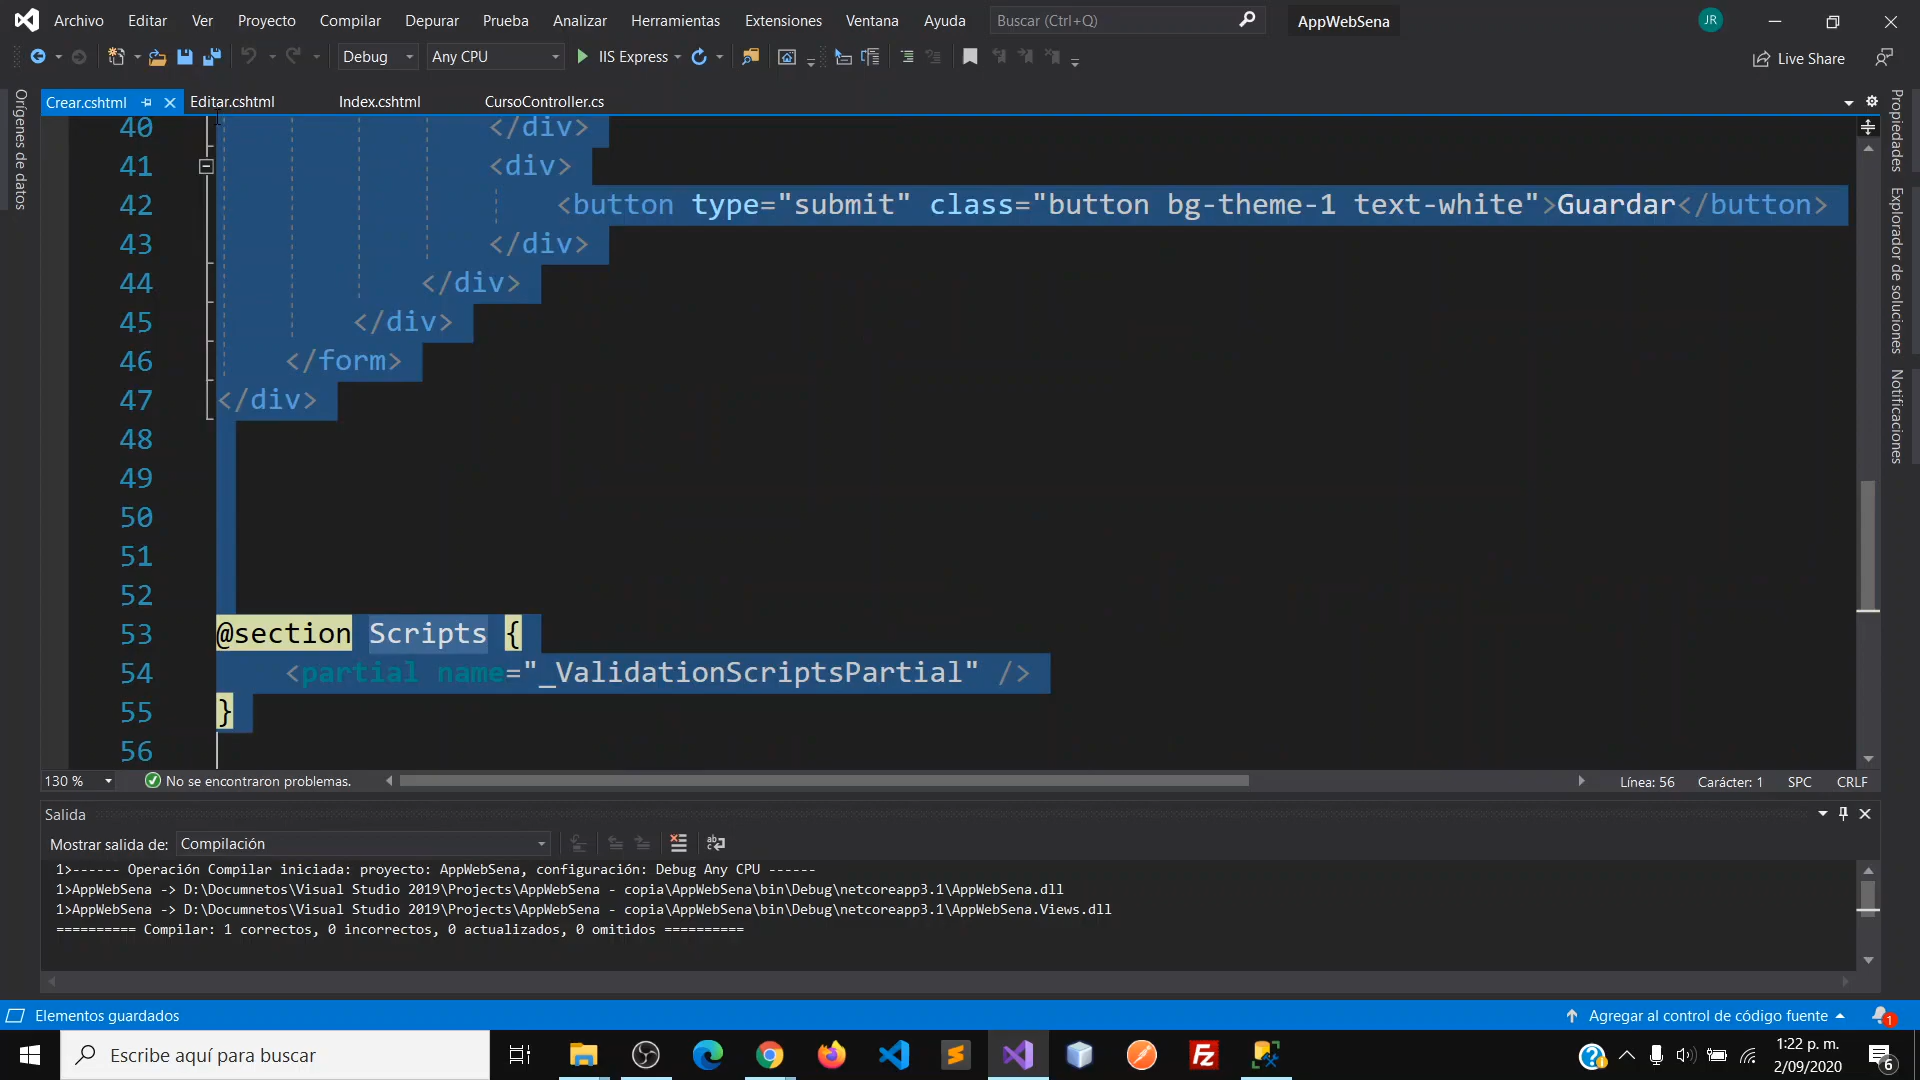 Archivo Editar Ver Proyecto Compilar Depurar Prueba Analizar Herramientas Extensiones Ventana Ayuda Buscar (Ctrl+Q) AppWebSena JR
Debug Any CPU IIS Express Live Share
Crear.cshtml Editar.cshtml Index.cshtml CursoController.cs
Orígenes de datos
Propiedades
Explorador de soluciones
Notificaciones
40 </div>
41 <div>
42 <button type="submit" class="button bg-theme-1 text-white">Guardar</button>
43 </div>
44 </div>
45 </div>
46 </form>
47 </div>
48
49
50
51
52
53 @section Scripts {
54 <partial name="_ValidationScriptsPartial" />
55 }
56
130 % No se encontraron problemas. Línea: 56 Carácter: 1 SPC CRLF
Salida
Mostrar salida de: Compilación
1>------ Operación Compilar iniciada: proyecto: AppWebSena, configuración: Debug Any CPU ------
1>AppWebSena -> D:\Documnetos\Visual Studio 2019\Projects\AppWebSena - copia\AppWebSena\bin\Debug\netcoreapp3.1\AppWebSena.dll
1>AppWebSena -> D:\Documnetos\Visual Studio 2019\Projects\AppWebSena - copia\AppWebSena\bin\Debug\netcoreapp3.1\AppWebSena.Views.dll
========== Compilar: 1 correctos, 0 incorrectos, 0 actualizados, 0 omitidos ==========
Elementos guardados Agregar al control de código fuente 1
Escribe aquí para buscar
1:22 p. m.
2/09/2020
6